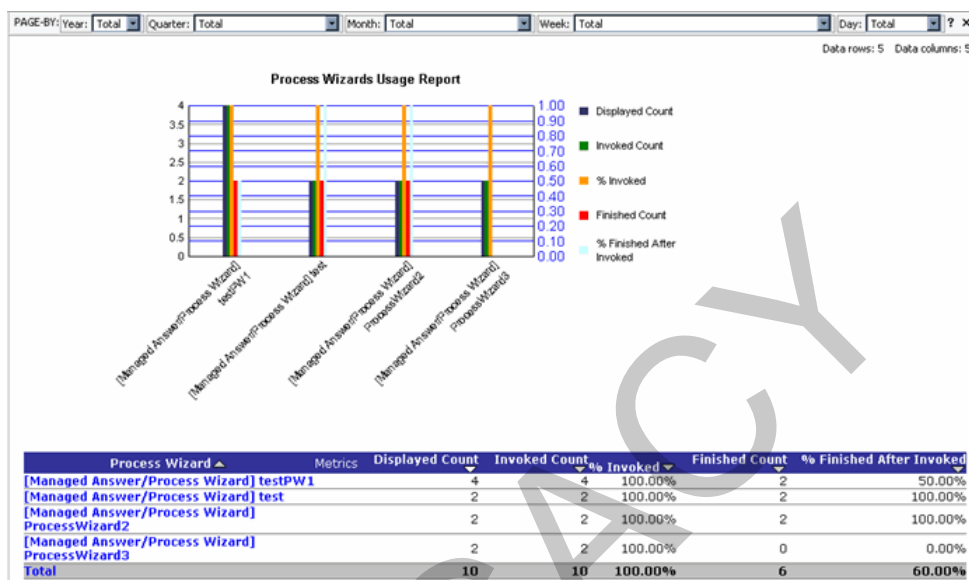 PAGE-BY: Year: Total Quarter: Total Month: Total Week: Total Day: Total ? ×
Data rows: 5 Data columns: 5
Process Wizards Usage Report
4
3.5
3
2.5
2
1.5
1
0.5
0
1.00
0.90
0.80
0.70
0.60
0.50
0.40
0.30
0.20
0.10
0.00
Displayed Count
Invoked Count
% Invoked
Finished Count
% Finished After
Invoked
[Managed Answer/Process Wizard]
testPW1
[Managed Answer/Process Wizard] test
[Managed Answer/Process Wizard]
ProcessWizard2
[Managed Answer/Process Wizard]
ProcessWizard3
Process Wizard Metrics Displayed Count Invoked Count % Invoked Finished Count % Finished After Invoked
[Managed Answer/Process Wizard] testPW1 4 4 100.00% 2 50.00%
[Managed Answer/Process Wizard] test 2 2 100.00% 2 100.00%
[Managed Answer/Process Wizard]
ProcessWizard2 2 2 100.00% 2 100.00%
[Managed Answer/Process Wizard]
ProcessWizard3 2 2 100.00% 0 0.00%
Total 10 10 100.00% 6 60.00%
ACY